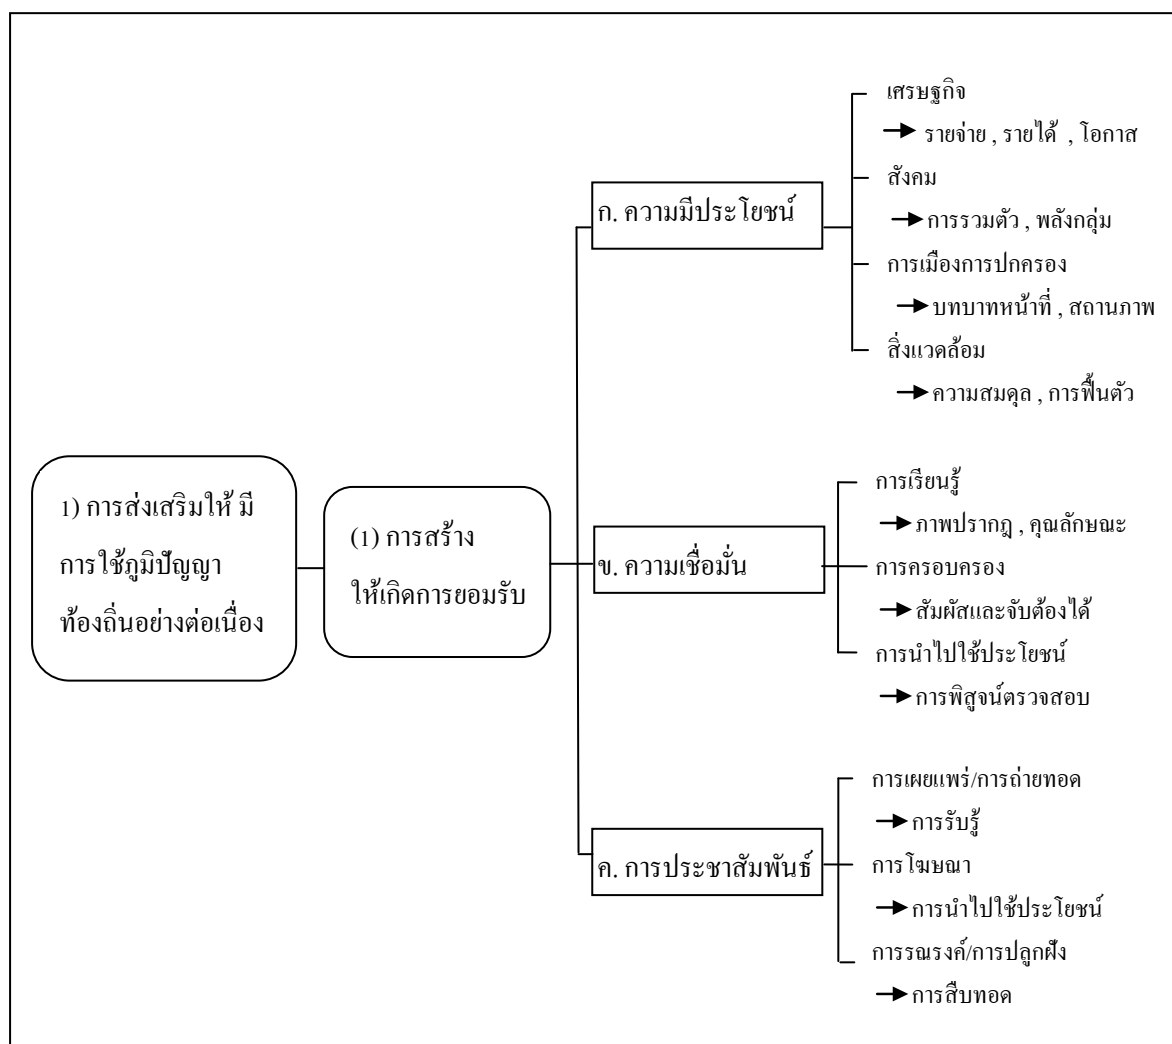 1) การส่งเสริมให้ มี
การใช้ภูมิปัญญา
ท้องถิ่นอย่างต่อเนื่อง
(1) การสร้าง
ให้เกิดการยอมรับ
ก. ความมีประโยชน์
เศรษฐกิจ
รายจ่าย , รายได้ , โอกาส
สังคม
การรวมตัว , พลังกลุ่ม
การเมืองการปกครอง
บทบาทหน้าที่ , สถานภาพ
สิ่งแวดล้อม
ความสมดุล , การฟื้นตัว
ข. ความเชื่อมั่น
การเรียนรู้
ภาพปรากฎ , คุณลักษณะ
การครอบครอง
สัมผัสและจับต้องได้
การนำไปใช้ประโยชน์
การพิสูจน์ตรวจสอบ
ค. การประชาสัมพันธ์
การเผยแพร่/การถ่ายทอด
การรับรู้
การโฆษณา
การนำไปใช้ประโยชน์
การรณรงค์/การปลูกฝัง
การสืบทอด